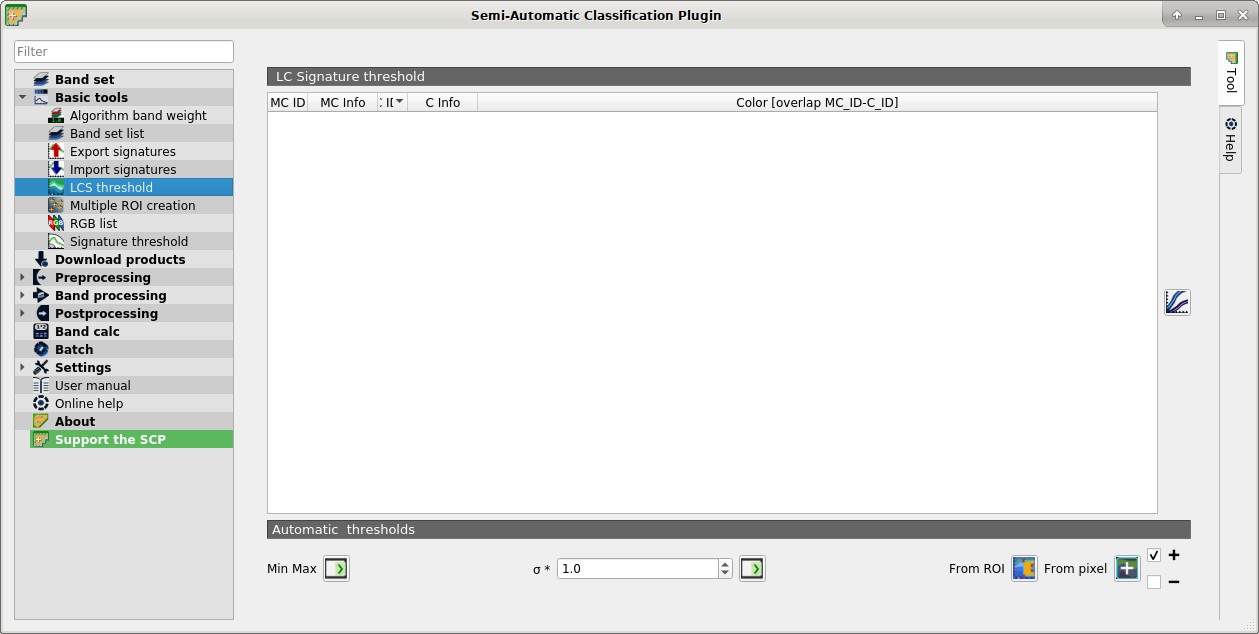 Semi-Automatic Classification Plugin
Filter
Band set
Basic tools
Algorithm band weight
Band set list
Export signatures
Import signatures
LCS threshold
Multiple ROI creation
RGB list
Signature threshold
Download products
Preprocessing
Band processing
Postprocessing
Band calc
Batch
Settings
User manual
Online help
About
Support the SCP
LC Signature threshold
MC ID MC Info C Info Color [overlap MC_ID-C_ID]
Automatic thresholds
Min Max σ * 1.0 From ROI From pixel +
−
Tool
Help